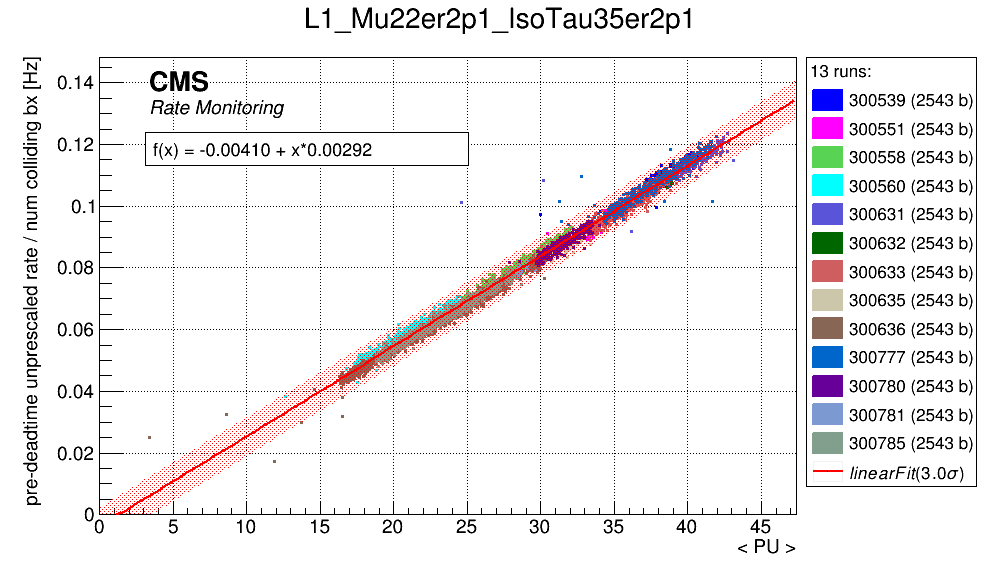 L1_Mu22er2p1_IsoTau35er2p1
pre-deadtime unprescaled rate / num colliding bx [Hz]
0.14
0.12
0.1
0.08
0.06
0.04
0.02
0
CMS
Rate Monitoring
f(x) = -0.00410 + x*0.00292
0 5 10 15 20 25 30 35 40 45
< PU >
13 runs:
300539 (2543 b)
300551 (2543 b)
300558 (2543 b)
300560 (2543 b)
300631 (2543 b)
300632 (2543 b)
300633 (2543 b)
300635 (2543 b)
300636 (2543 b)
300777 (2543 b)
300780 (2543 b)
300781 (2543 b)
300785 (2543 b)
linearFit(3.0σ)